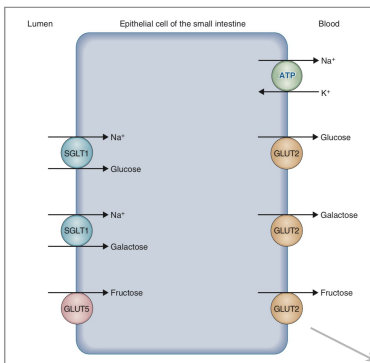 Lumen Epithelial cell of the small intestine Blood
Na⁺
ATP
K⁺
Na⁺ Glucose
SGLT1 GLUT2
Glucose
Na⁺ Galactose
SGLT1 GLUT2
Galactose
Fructose Fructose
GLUT5 GLUT2